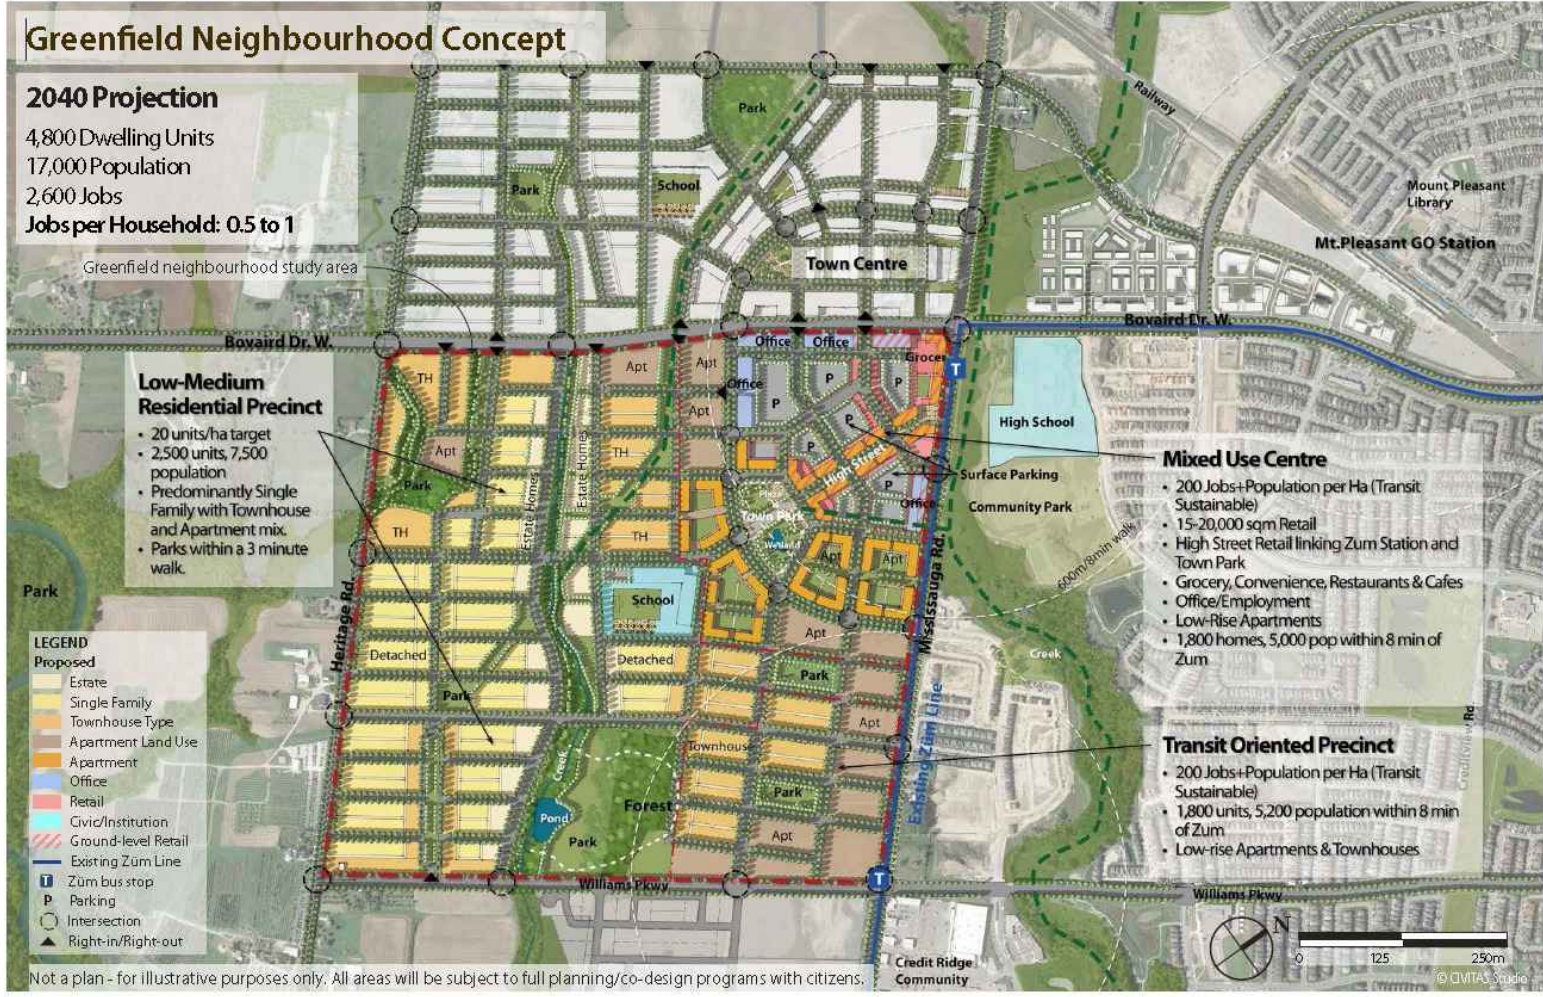 Greenfield Neighbourhood Concept
2040 Projection
4,800 Dwelling Units
17,000 Population
2,600 Jobs
Jobs per Household: 0.5 to 1
Greenfield neighbourhood study area
Park
Railway
Park
School
Mount Pleasant
Library
Mt.Pleasant GO Station
Town Centre
Bovaird Dr. W.
Bovaird Dr. W.
Low-Medium
Residential Precinct
• 20 units/ha target
• 2,500 units, 7,500
population
• Predominantly Single
Family with Townhouse
and Apartment mix.
• Parks within a 3 minute
walk.
TH
Apt
Apt
Office
Office
Grocer
T
Office
P
P
P
Apt
P
High School
Apt
TH
Estate Homes
Estate Homes
P
High Street
Surface Parking
P
Park
Office
Community Park
Plaza
Town Park
Wetland
TH
TH
Apt
Apt
600m/8min walk
Mixed Use Centre
• 200 Jobs+Population per Ha (Transit
Sustainable)
• 15-20,000 sqm Retail
• High Street Retail linking Zum Station and
Town Park
• Grocery, Convenience, Restaurants & Cafes
• Office/Employment
• Low-Rise Apartments
• 1,800 homes, 5,000 pop within 8 min of
Zum
Park
Heritage Rd.
School
Mississauga Rd.
Apt
Creek
Detached
Detached
Park
Park
Apt
Existing Züm Line
Creditview Rd
Townhouse
Creek
Park
Forest
Pond
Park
Apt
Transit Oriented Precinct
• 200 Jobs+Population per Ha (Transit
Sustainable)
• 1,800 units, 5,200 population within 8 min
of Zum
• Low-rise Apartments & Townhouses
LEGEND
Proposed
Estate
Single Family
Townhouse Type
Apartment Land Use
Apartment
Office
Retail
Civic/Institution
Ground-level Retail
Existing Züm Line
T Züm bus stop
P Parking
Intersection
Right-in/Right-out
Williams Pkwy
T
Williams Pkwy
N
0 125 250m
Credit Ridge
Community
Not a plan - for illustrative purposes only. All areas will be subject to full planning/co-design programs with citizens.
© CIVITAS Studio